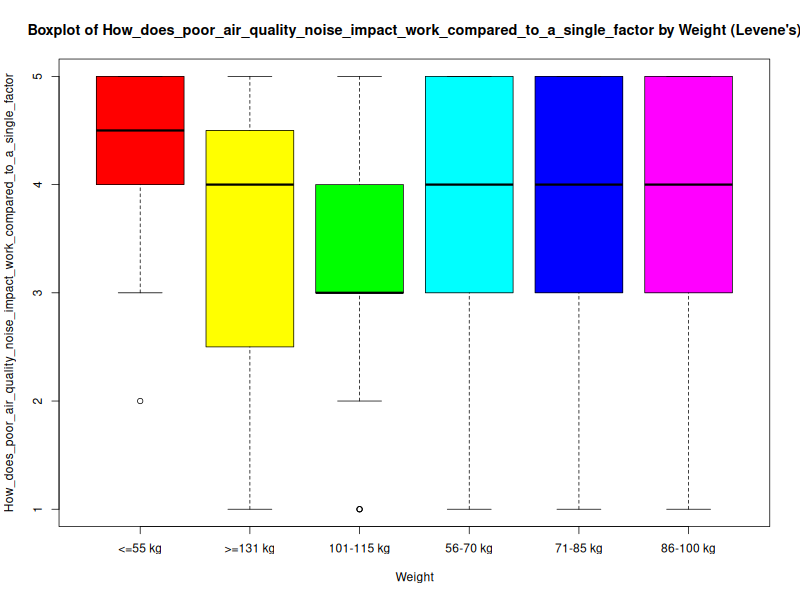 Boxplot of How_does_poor_air_quality_noise_impact_work_compared_to_a_single_factor by Weight (Levene's)
How_does_poor_air_quality_noise_impact_work_compared_to_a_single_factor
5
4
3
2
1
<=55 kg >=131 kg 101-115 kg 56-70 kg 71-85 kg 86-100 kg
Weight